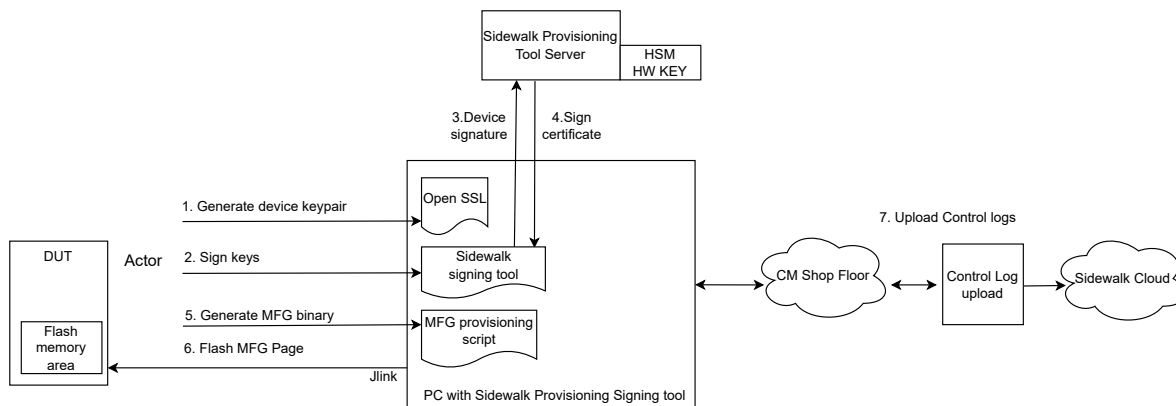 Sidewalk Provisioning
Tool Server
HSM
HW KEY
3.Device
signature
4.Sign
certificate
Open SSL
1. Generate device keypair
7. Upload Control logs
DUT
Actor
2. Sign keys
Sidewalk
signing tool
CM Shop Floor
Control Log
upload
Sidewalk Cloud
5. Generate MFG binary
MFG provisioning
script
Flash
memory
area
6. Flash MFG Page
Jlink
PC with Sidewalk Provisioning Signing tool